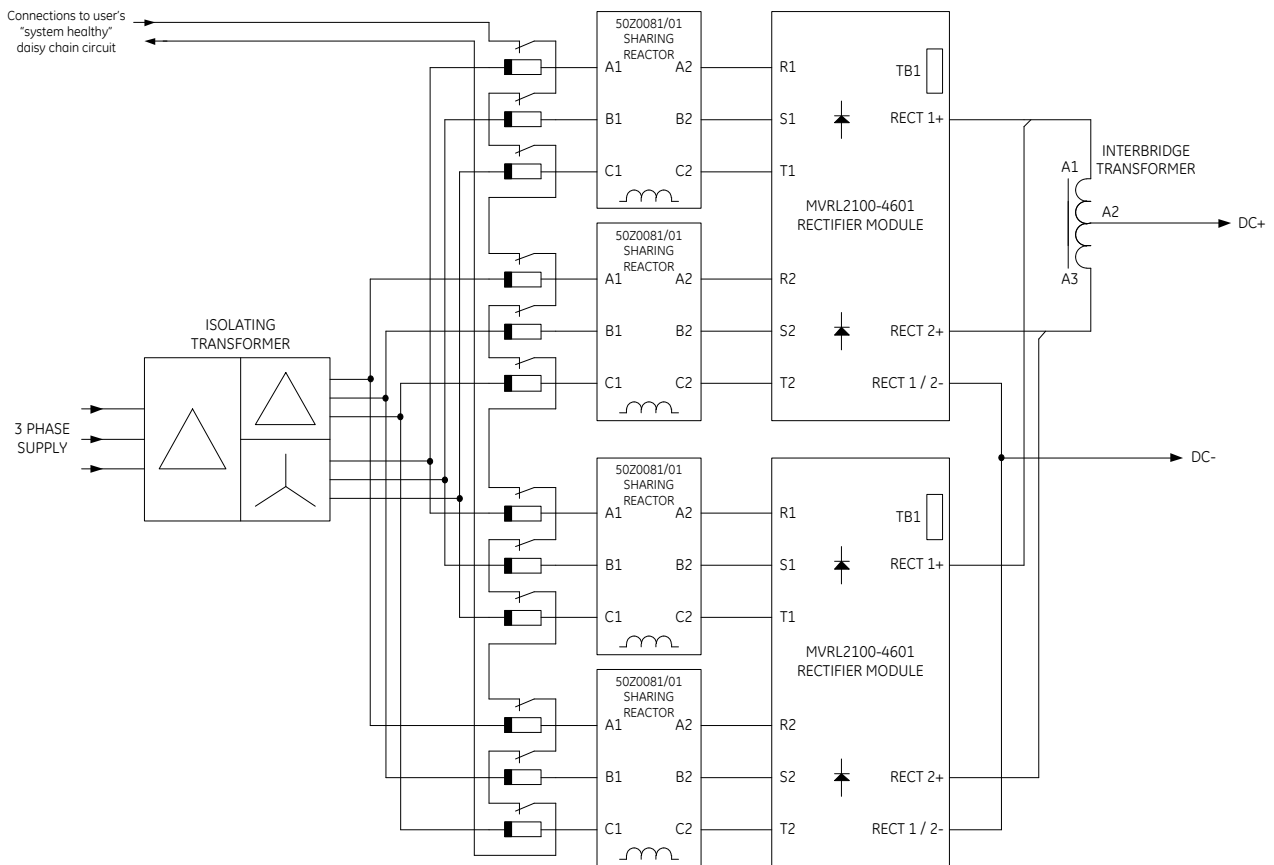 Connections to user's
"system healthy"
daisy chain circuit
50Z0081/01
SHARING
REACTOR
A1 A2
B1 B2
C1 C2
R1
S1
T1
TB1
RECT 1+
MVRL2100-4601
RECTIFIER MODULE
INTERBRIDGE
TRANSFORMER
A1
A2
A3
DC+
50Z0081/01
SHARING
REACTOR
A1 A2
B1 B2
C1 C2
R2
S2
T2
RECT 2+
RECT 1 / 2-
ISOLATING
TRANSFORMER
3 PHASE
SUPPLY
DC-
50Z0081/01
SHARING
REACTOR
A1 A2
B1 B2
C1 C2
R1
S1
T1
TB1
RECT 1+
MVRL2100-4601
RECTIFIER MODULE
50Z0081/01
SHARING
REACTOR
A1 A2
B1 B2
C1 C2
R2
S2
T2
RECT 2+
RECT 1 / 2-